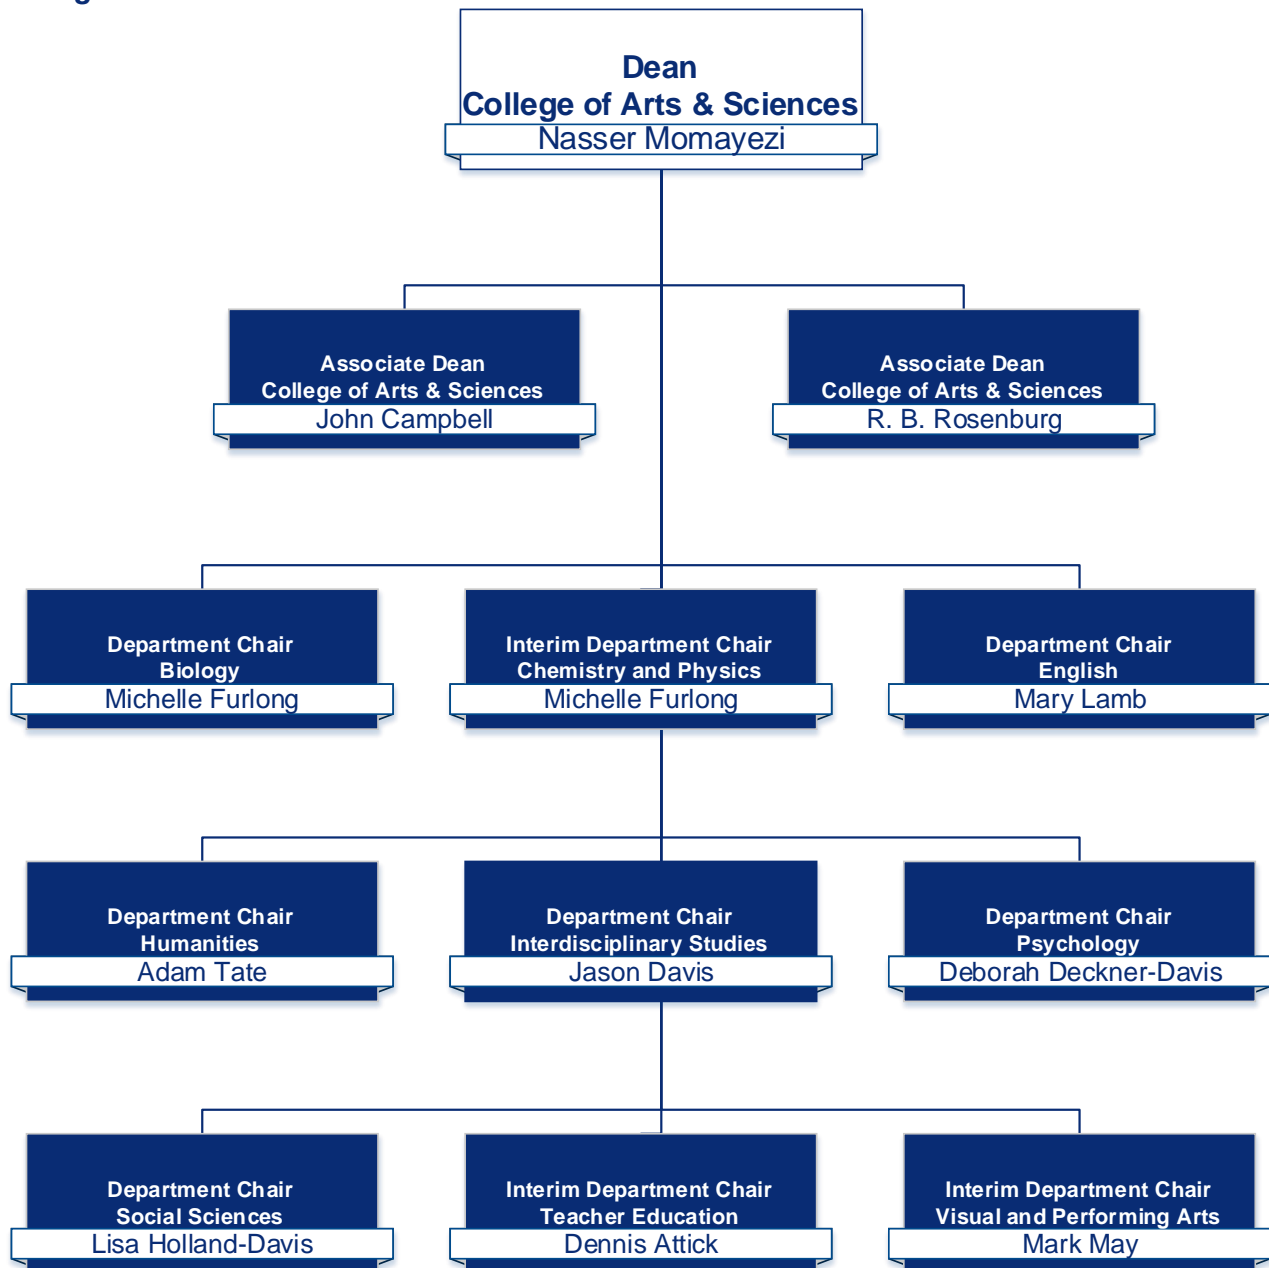 Dean
College of Arts & Sciences
Nasser Momayezi
Associate Dean
College of Arts & Sciences
John Campbell
Associate Dean
College of Arts & Sciences
R. B. Rosenburg
Department Chair
Biology
Michelle Furlong
Interim Department Chair
Chemistry and Physics
Michelle Furlong
Department Chair
English
Mary Lamb
Department Chair
Humanities
Adam Tate
Department Chair
Interdisciplinary Studies
Jason Davis
Department Chair
Psychology
Deborah Deckner-Davis
Department Chair
Social Sciences
Lisa Holland-Davis
Interim Department Chair
Teacher Education
Dennis Attick
Interim Department Chair
Visual and Performing Arts
Mark May